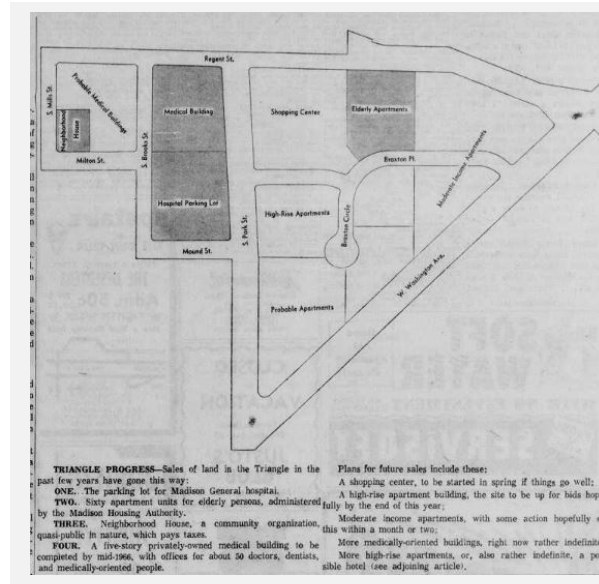 Regent St.
S. Mills St.
Probable Medical Buildings
Neighborhood
House
Milton St.
S. Brooks St.
Medical Building
Hospital Parking Lot
Mound St.
S. Park St.
Shopping Center
Elderly Apartments
Braxton Pl.
Moderate Income Apartments
High-Rise Apartments
Braxton Circle
W. Washington Ave.
Probable Apartments
TRIANGLE PROGRESS—Sales of land in the Triangle in the
past few years have gone this way:
ONE. The parking lot for Madison General hospital.
TWO. Sixty apartment units for elderly persons, administered
by the Madison Housing Authority.
THREE. Neighborhood House, a community organization,
quasi-public in nature, which pays taxes.
FOUR. A five-story privately-owned medical building to be
completed by mid-1966, with offices for about 50 doctors, dentists,
and medically-oriented people.
Plans for future sales include these:
A shopping center, to be started in spring if things go well;
A high-rise apartment building, the site to be up for bids hop
fully by the end of this year;
Moderate income apartments, with some action hopefully
this within a month or two;
More medically-oriented buildings, right now rather indefinit
More high-rise apartments, or, also rather indefinite, a po
sible hotel (see adjoining article).